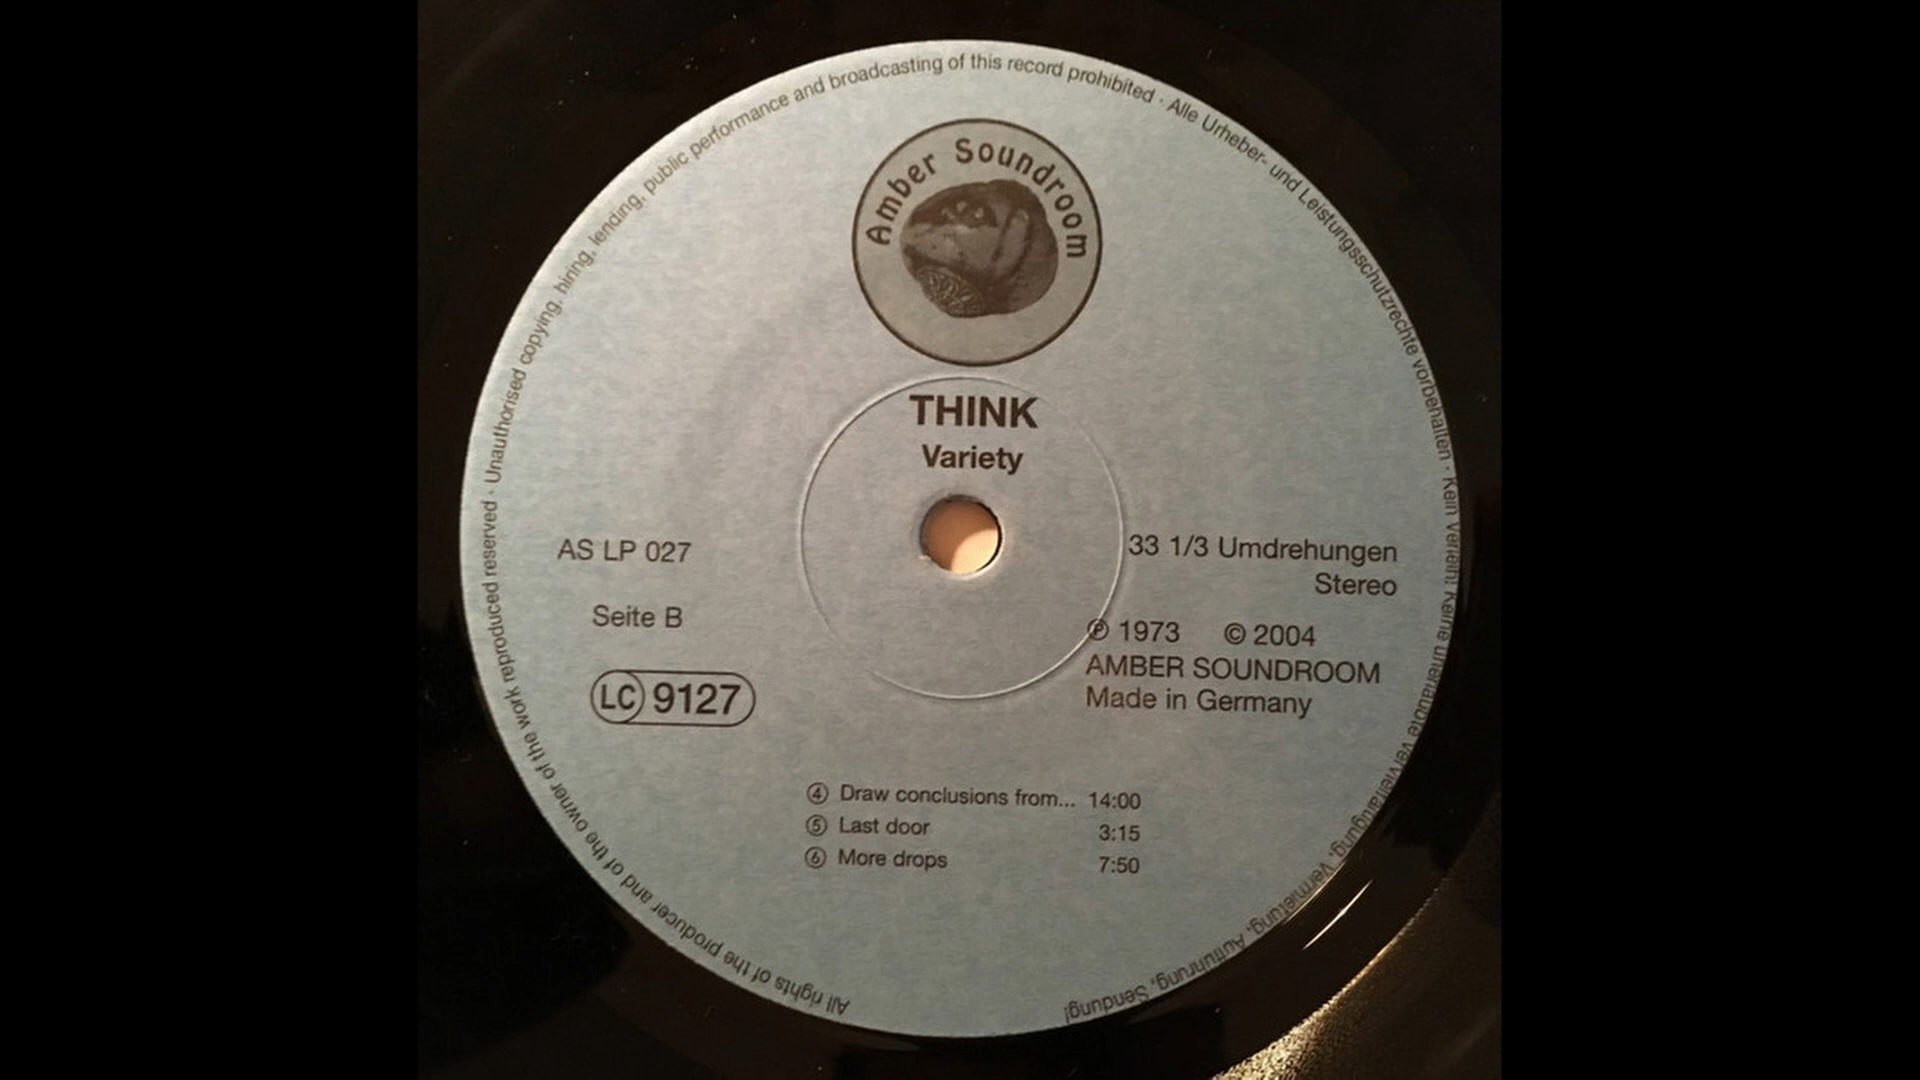 All rights of the producer and of the owner of the work reproduced reserved · Unauthorised copying, hiring, lending, public performance and broadcasting of this record prohibited · Alle Urheber- und Leistungsschutzrechte vorbehalten · Kein Verleih! Keine unerlaubte Vervielfältigung, Vermietung, Aufführung, Sendung!
Amber Soundroom
THINK
Variety
AS LP 027
33 1/3 Umdrehungen
Stereo
Seite B
℗ 1973 © 2004
AMBER SOUNDROOM
Made in Germany
LC 9127
④ Draw conclusions from... 14:00
⑤ Last door 3:15
⑥ More drops 7:50